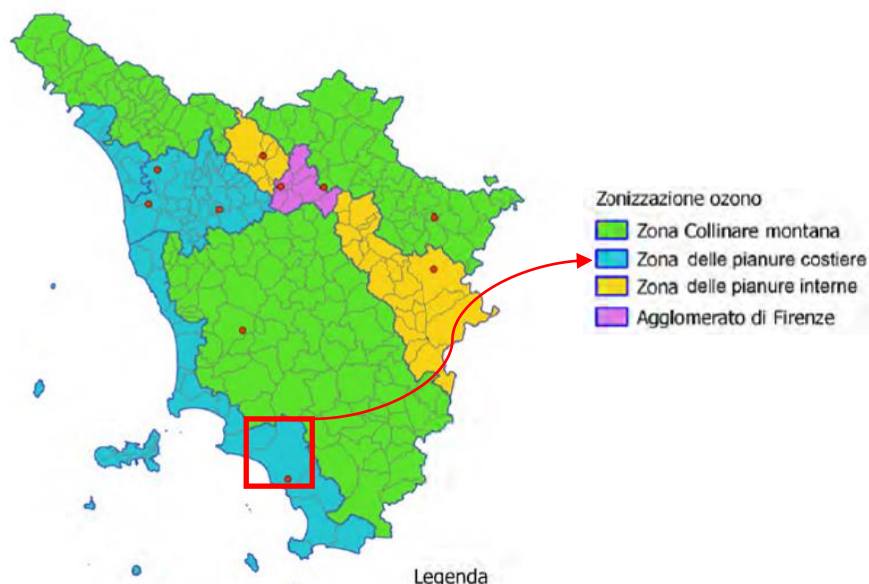 Zonizzazione ozono
Zona Collinare montana
Zona delle pianure costiere
Zona delle pianure interne
Agglomerato di Firenze
Legenda